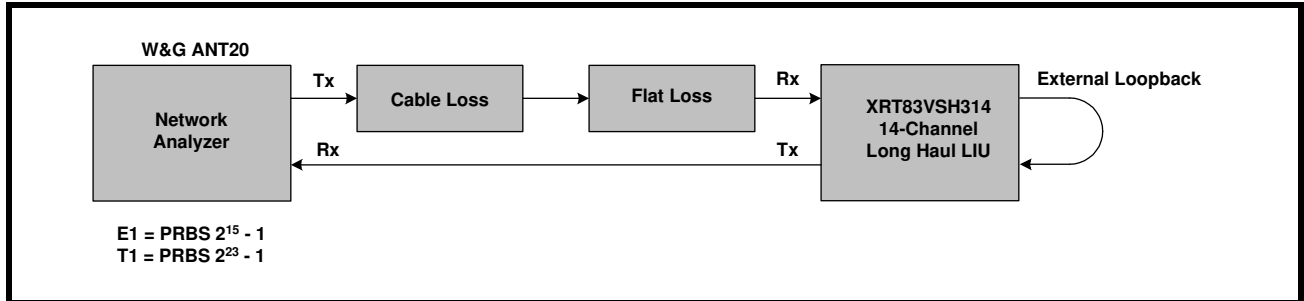 W&G ANT20
Network
Analyzer
Tx
Cable Loss
Flat Loss
Rx
XRT83VSH314
14-Channel
Long Haul LIU
External Loopback
Rx
Tx
E1 = PRBS 2¹⁵ - 1
T1 = PRBS 2²³ - 1